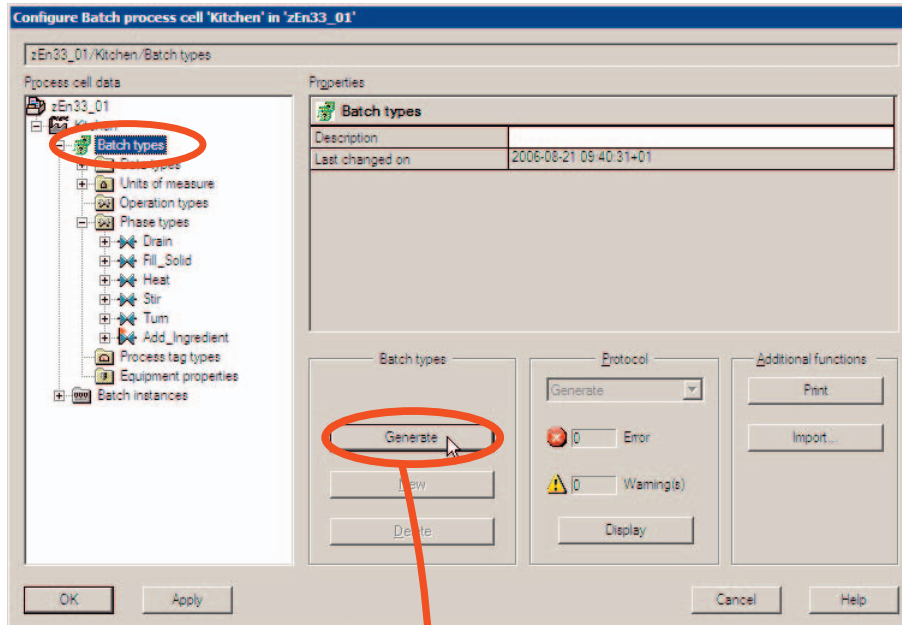 Configure Batch process cell 'Kitchen' in 'zEn33_01'
zEn33_01/Kitchen/Batch types
Process cell data
zEn33_01
Kitchen
Batch types
Data types
Units of measure
Operation types
Phase types
Drain
Fill_Solid
Heat
Stir
Turn
Add_Ingredient
Process tag types
Equipment properties
Batch instances
Properties
Batch types
Description
Last changed on 2006-08-21 09:40:31+01
Batch types
Generate
New
Delete
Protocol
Generate
0 Error
0 Warning(s)
Display
Additional functions
Print
Import...
OK
Apply
Cancel
Help